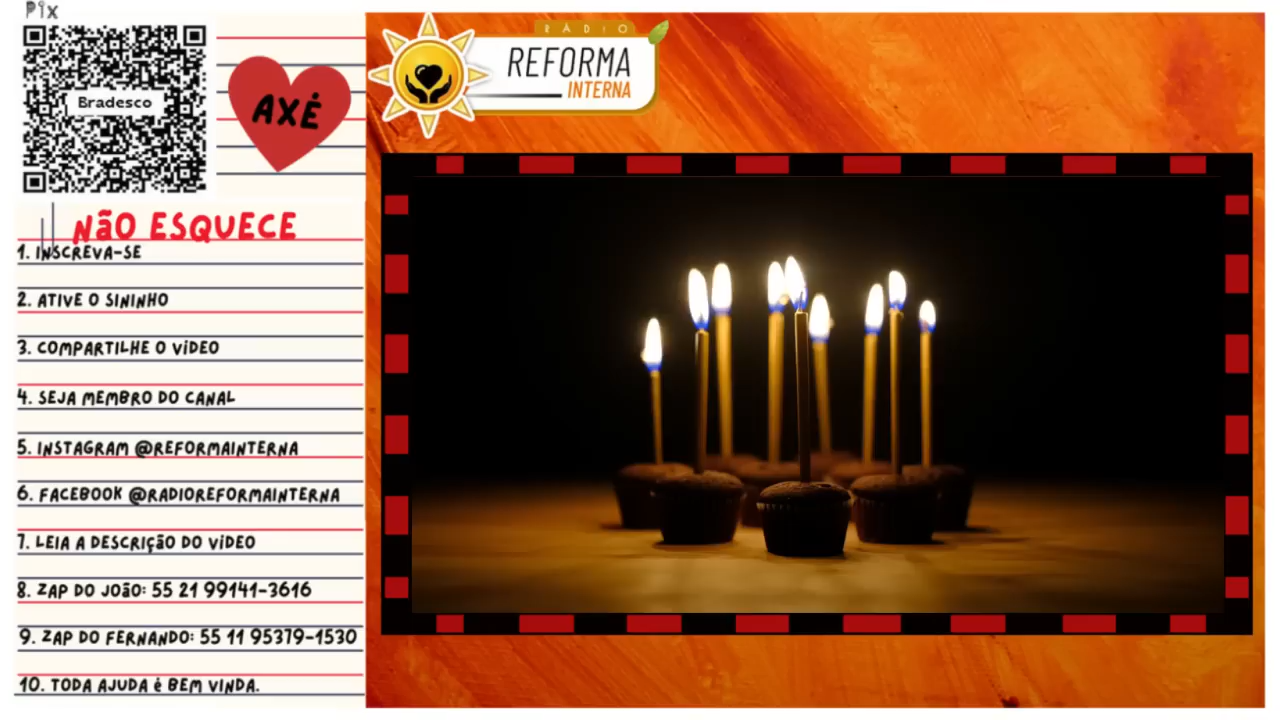 Pix
Bradesco
AXÉ
NÃO ESQUECE
1. INSCREVA-SE
2. ATIVE O SININHO
3. COMPARTILHE O VÍDEO
4. SEJA MEMBRO DO CANAL
5. INSTAGRAM @REFORMAINTERNA
6. FACEBOOK @RADIOREFORMAINTERNA
7. LEIA A DESCRIÇÃO DO VÍDEO
8. ZAP DO JOÃO: 55 21 99141-3616
9. ZAP DO FERNANDO: 55 11 95379-1530
10. TODA AJUDA É BEM VINDA.
RÁDIO
REFORMA
INTERNA